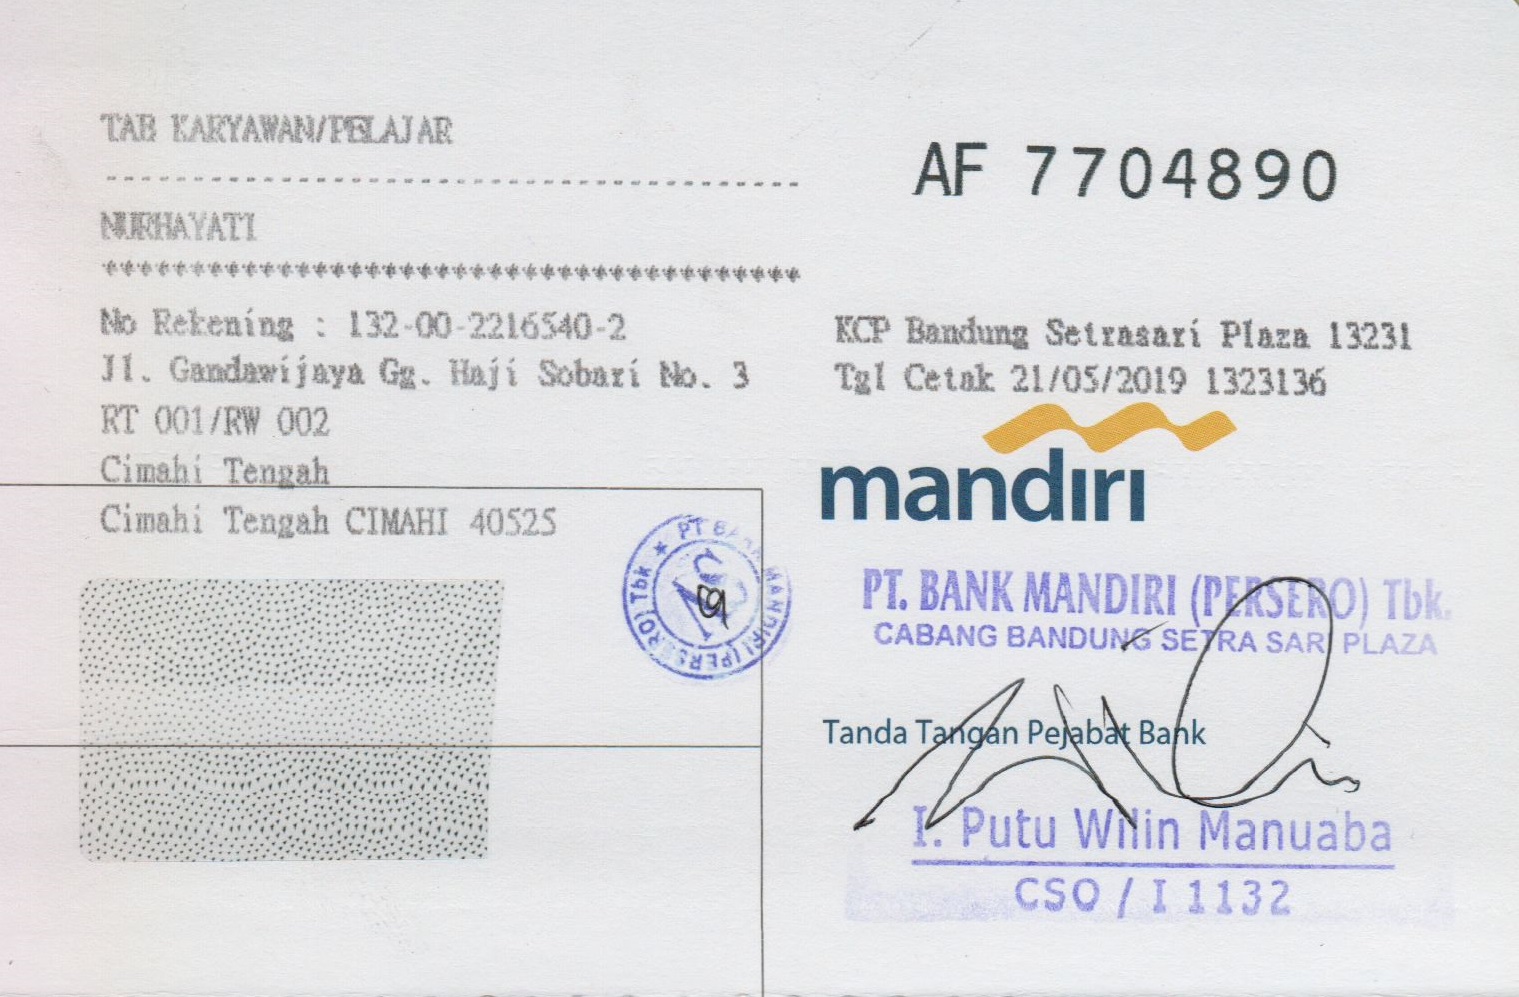 TAB KARYAWAN/PELAJAR
----------------------------------------
NURHAYATI
****************************************
No Rekening : 132-00-2216540-2
Jl. Gandawijaya Gg. Haji Sobari No. 3
RT 001/RW 002
Cimahi Tengah
Cimahi Tengah CIMAHI 40525
PT BANK MANDIRI (PERSERO) Tbk
AF 7704890
KCP Bandung Setrasari Plaza 13231
Tgl Cetak 21/05/2019 1323136
mandiri
PT. BANK MANDIRI (PERSERO) Tbk.
CABANG BANDUNG SETRA SARI PLAZA
Tanda Tangan Pejabat Bank
I. Putu Wilin Manuaba
CSO / I 1132